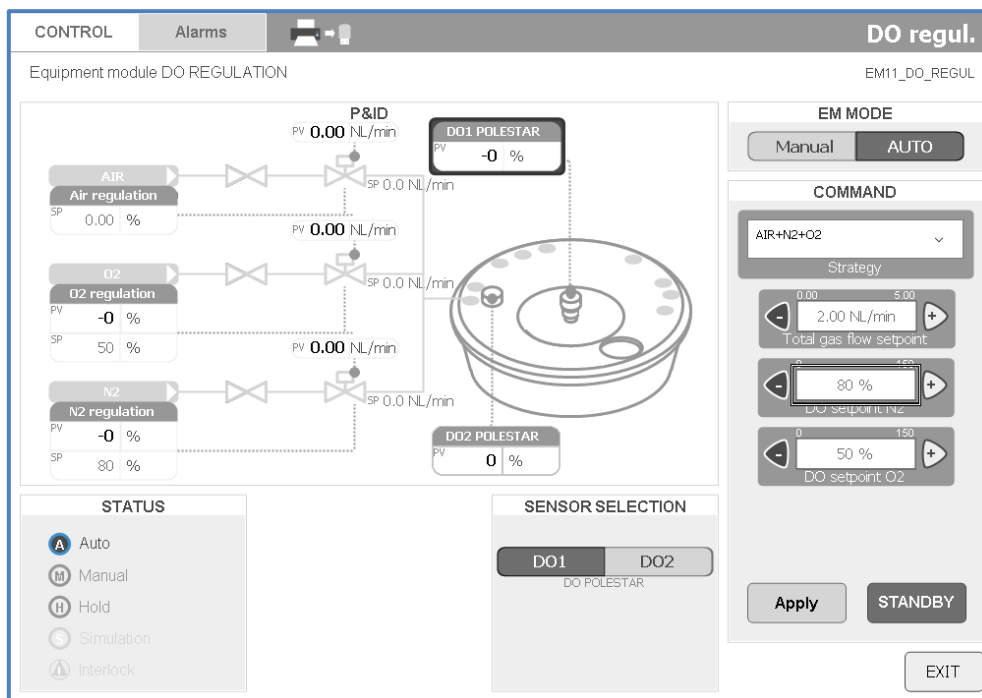 CONTROL
Alarms
DO regul.
Equipment module DO REGULATION
EM11_DO_REGUL
P&ID
PV 0.00 NL/min
DO1 POLESTAR
PV -0 %
AIR
SP 0.0 NL/min
Air regulation
SP 0.00 %
PV 0.00 NL/min
O2
SP 0.0 NL/min
O2 regulation
PV -0 %
SP 50 %
PV 0.00 NL/min
N2
SP 0.0 NL/min
N2 regulation
PV -0 %
SP 80 %
DO2 POLESTAR
PV 0 %
EM MODE
Manual
AUTO
COMMAND
AIR+N2+O2
Strategy
0.00 5.00
- 2.00 NL/min +
Total gas flow setpoint
0 150
- 80 % +
DO setpoint N2
0 150
- 50 % +
DO setpoint O2
Apply
STANDBY
STATUS
A Auto
M Manual
H Hold
S Simulation
Interlock
SENSOR SELECTION
DO1
DO2
DO POLESTAR
EXIT